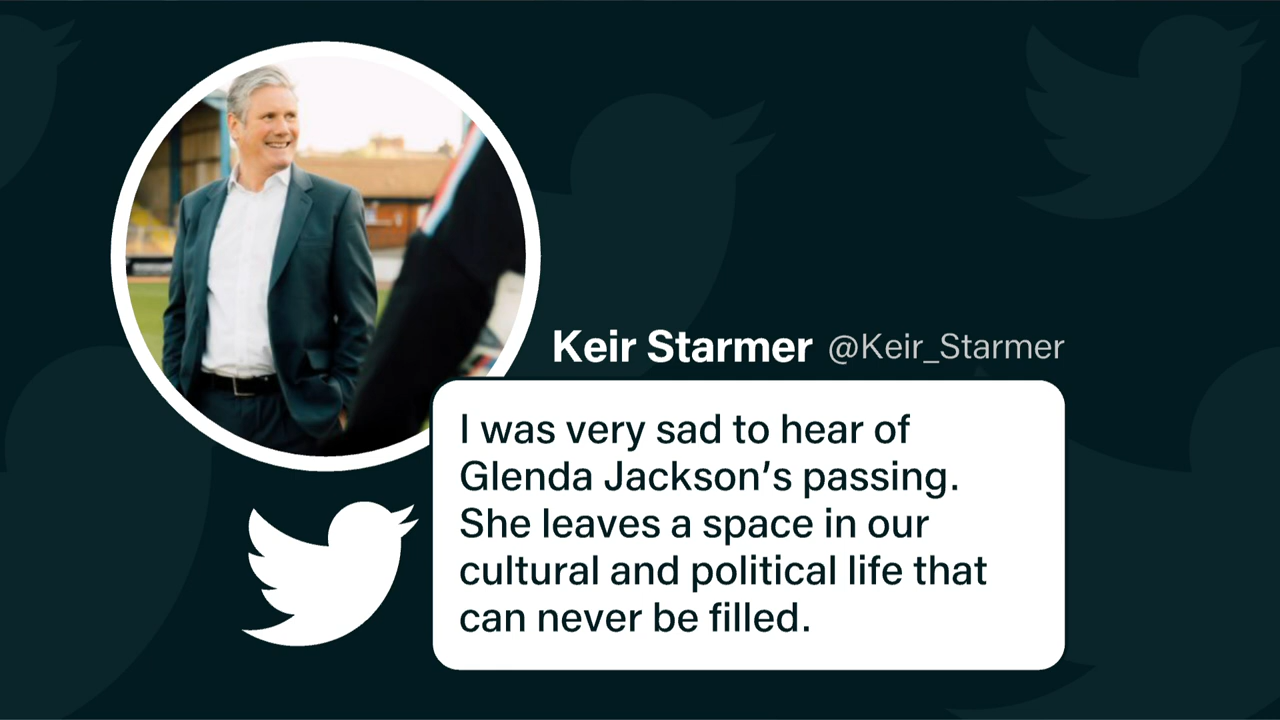 Keir Starmer @Keir_Starmer
I was very sad to hear of
Glenda Jackson’s passing.
She leaves a space in our
cultural and political life that
can never be filled.